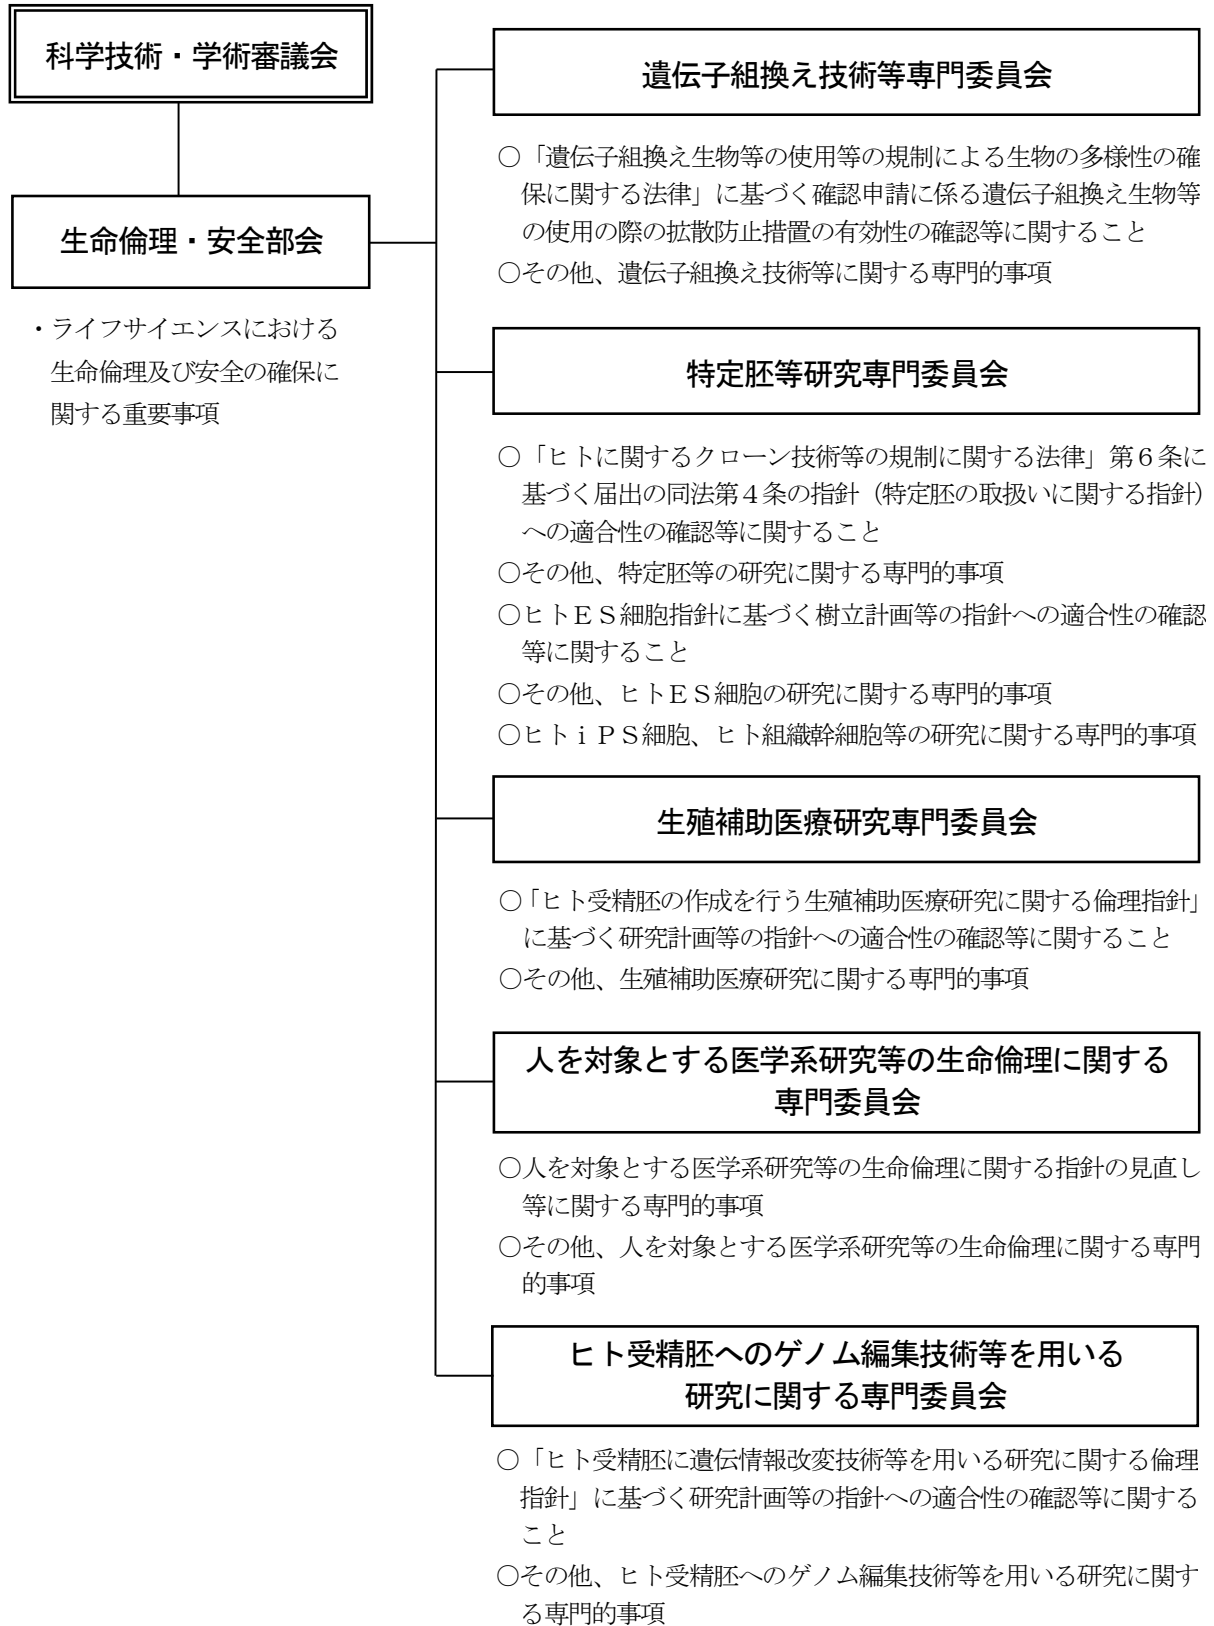 科学技術・学術審議会
生命倫理・安全部会
・ライフサイエンスにおける
生命倫理及び安全の確保に
関する重要事項
遺伝子組換え技術等専門委員会
○「遺伝子組換え生物等の使用等の規制による生物の多様性の確
保に関する法律」に基づく確認申請に係る遺伝子組換え生物等
の使用の際の拡散防止措置の有効性の確認等に関すること
○その他、遺伝子組換え技術等に関する専門的事項
特定胚等研究専門委員会
○「ヒトに関するクローン技術等の規制に関する法律」第6条に
基づく届出の同法第4条の指針（特定胚の取扱いに関する指針）
への適合性の確認等に関すること
○その他、特定胚等の研究に関する専門的事項
○ヒトES細胞指針に基づく樹立計画等の指針への適合性の確認
等に関すること
○その他、ヒトES細胞の研究に関する専門的事項
○ヒトiPS細胞、ヒト組織幹細胞等の研究に関する専門的事項
生殖補助医療研究専門委員会
○「ヒト受精胚の作成を行う生殖補助医療研究に関する倫理指針」
に基づく研究計画等の指針への適合性の確認等に関すること
○その他、生殖補助医療研究に関する専門的事項
人を対象とする医学系研究等の生命倫理に関する
専門委員会
○人を対象とする医学系研究等の生命倫理に関する指針の見直し
等に関する専門的事項
○その他、人を対象とする医学系研究等の生命倫理に関する専門
的事項
ヒト受精胚へのゲノム編集技術等を用いる
研究に関する専門委員会
○「ヒト受精胚に遺伝情報改変技術等を用いる研究に関する倫理
指針」に基づく研究計画等の指針への適合性の確認等に関する
こと
○その他、ヒト受精胚へのゲノム編集技術等を用いる研究に関す
る専門的事項